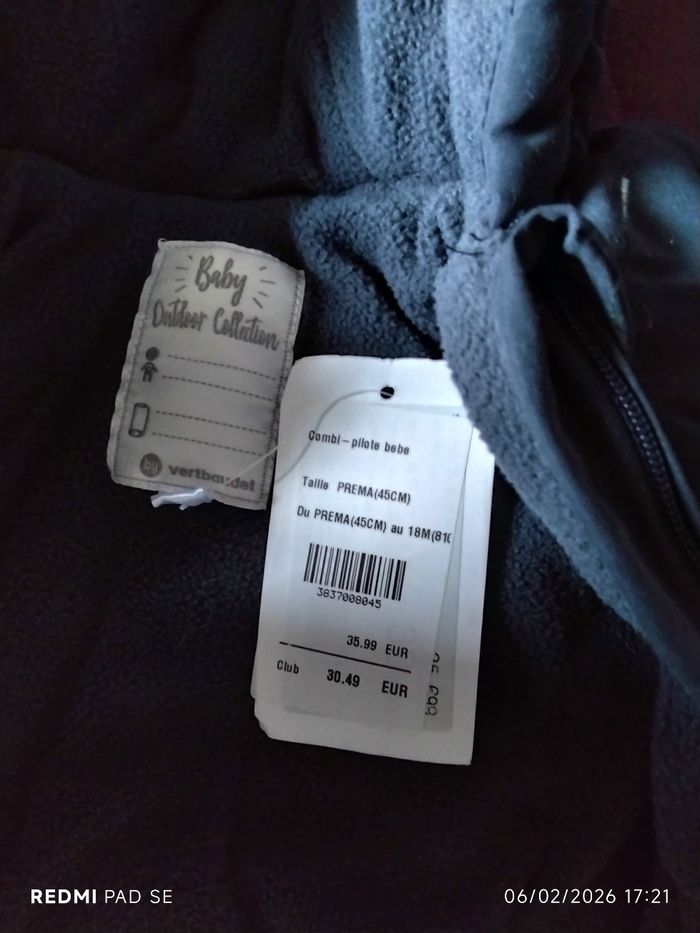 Baby
Outdoor Collection
by vertbaudet
Combi-pilote bebe
Taille PREMA(45CM)
Du PREMA(45CM) au 18M(81(
3837008045
35.99 EUR
Club 30.49 EUR
REDMI PAD SE
06/02/2026 17:21